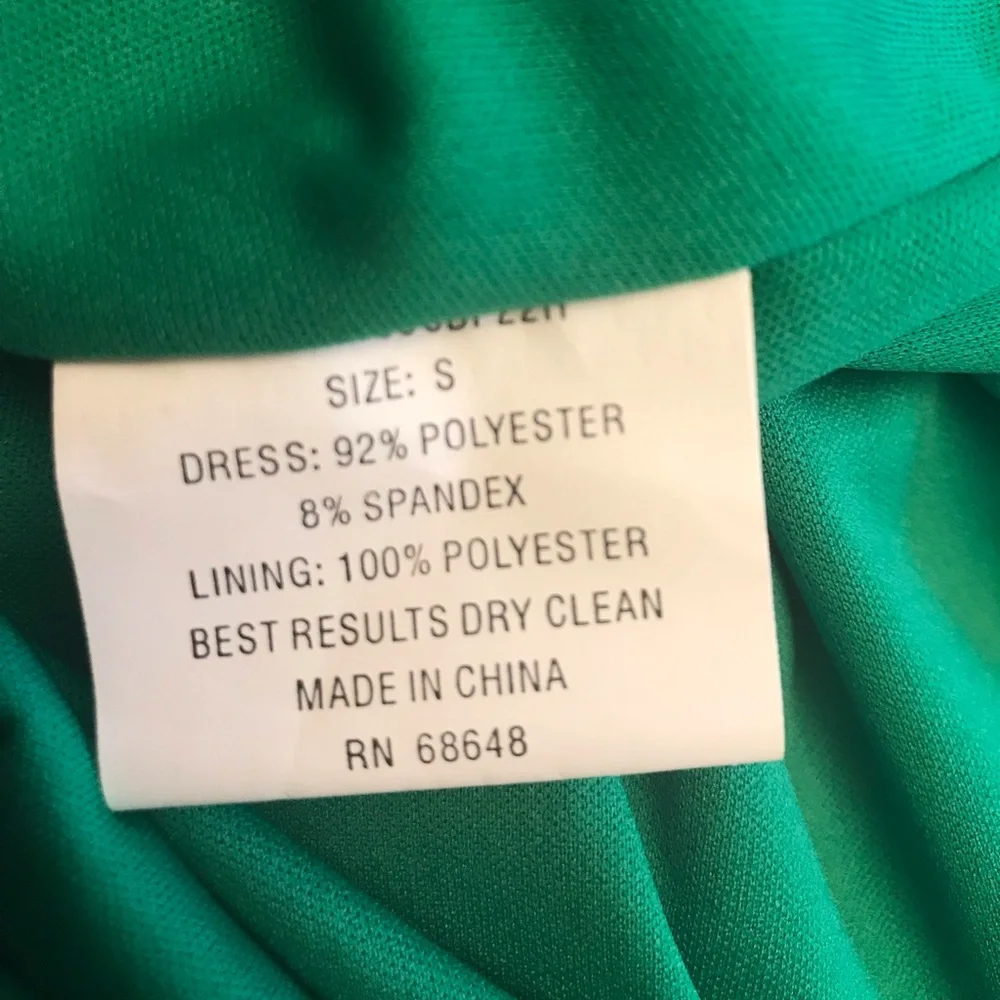 SIZE: S
DRESS: 92% POLYESTER
8% SPANDEX
LINING: 100% POLYESTER
BEST RESULTS DRY CLEAN
MADE IN CHINA
RN 68648